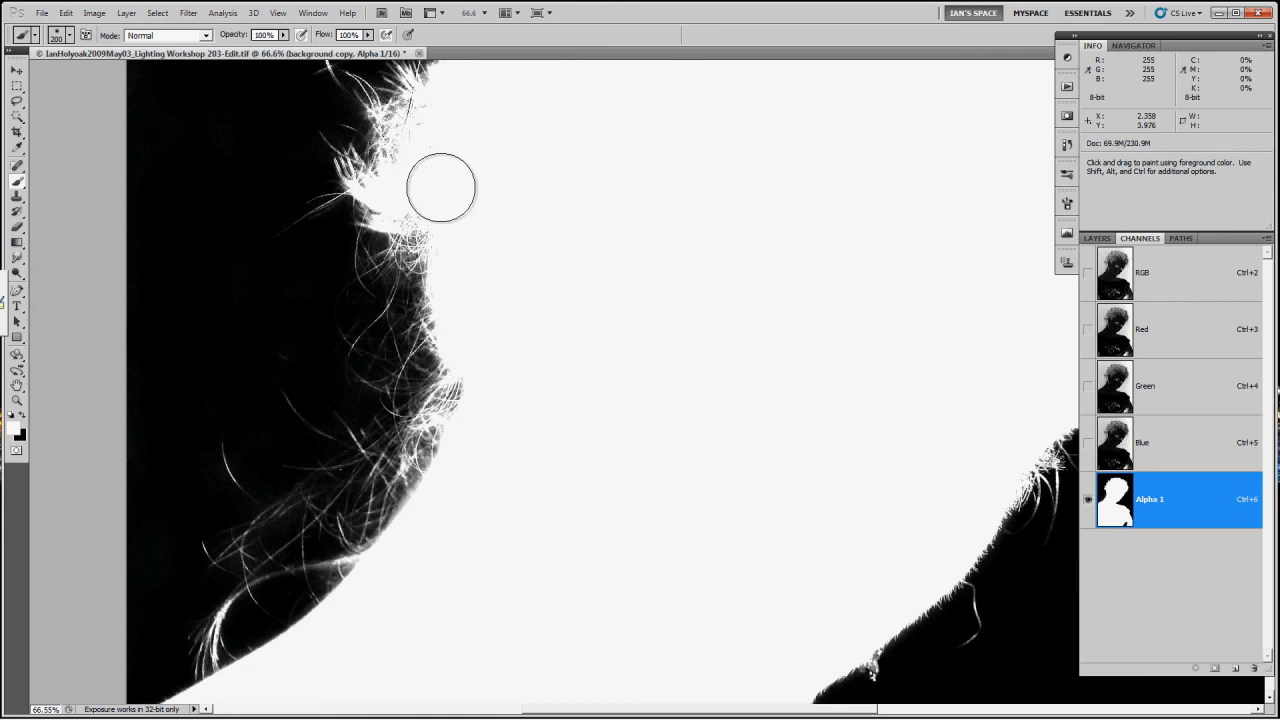 Ps File Edit Image Layer Select Filter Analysis 3D View Window Help Br Mb 66.6 IAN'S SPACE MYSPACE ESSENTIALS CS Live
200 Mode: Normal Opacity: 100% Flow: 100%
© IanHolyoak2009May03_Lighting Workshop 203-Edit.tif @ 66.6% (background copy, Alpha 1/16) *
INFO NAVIGATOR
R: 255 C: 0%
G: 255 M: 0%
B: 255 Y: 0%
K: 0%
8-bit 8-bit
X: 2.358 W:
Y: 3.976 H:
Doc: 69.9M/230.9M
Click and drag to paint using foreground color. Use
Shift, Alt, and Ctrl for additional options.
LAYERS CHANNELS PATHS
RGB Ctrl+2
Red Ctrl+3
Green Ctrl+4
Blue Ctrl+5
Alpha 1 Ctrl+6
66.55% Exposure works in 32-bit only